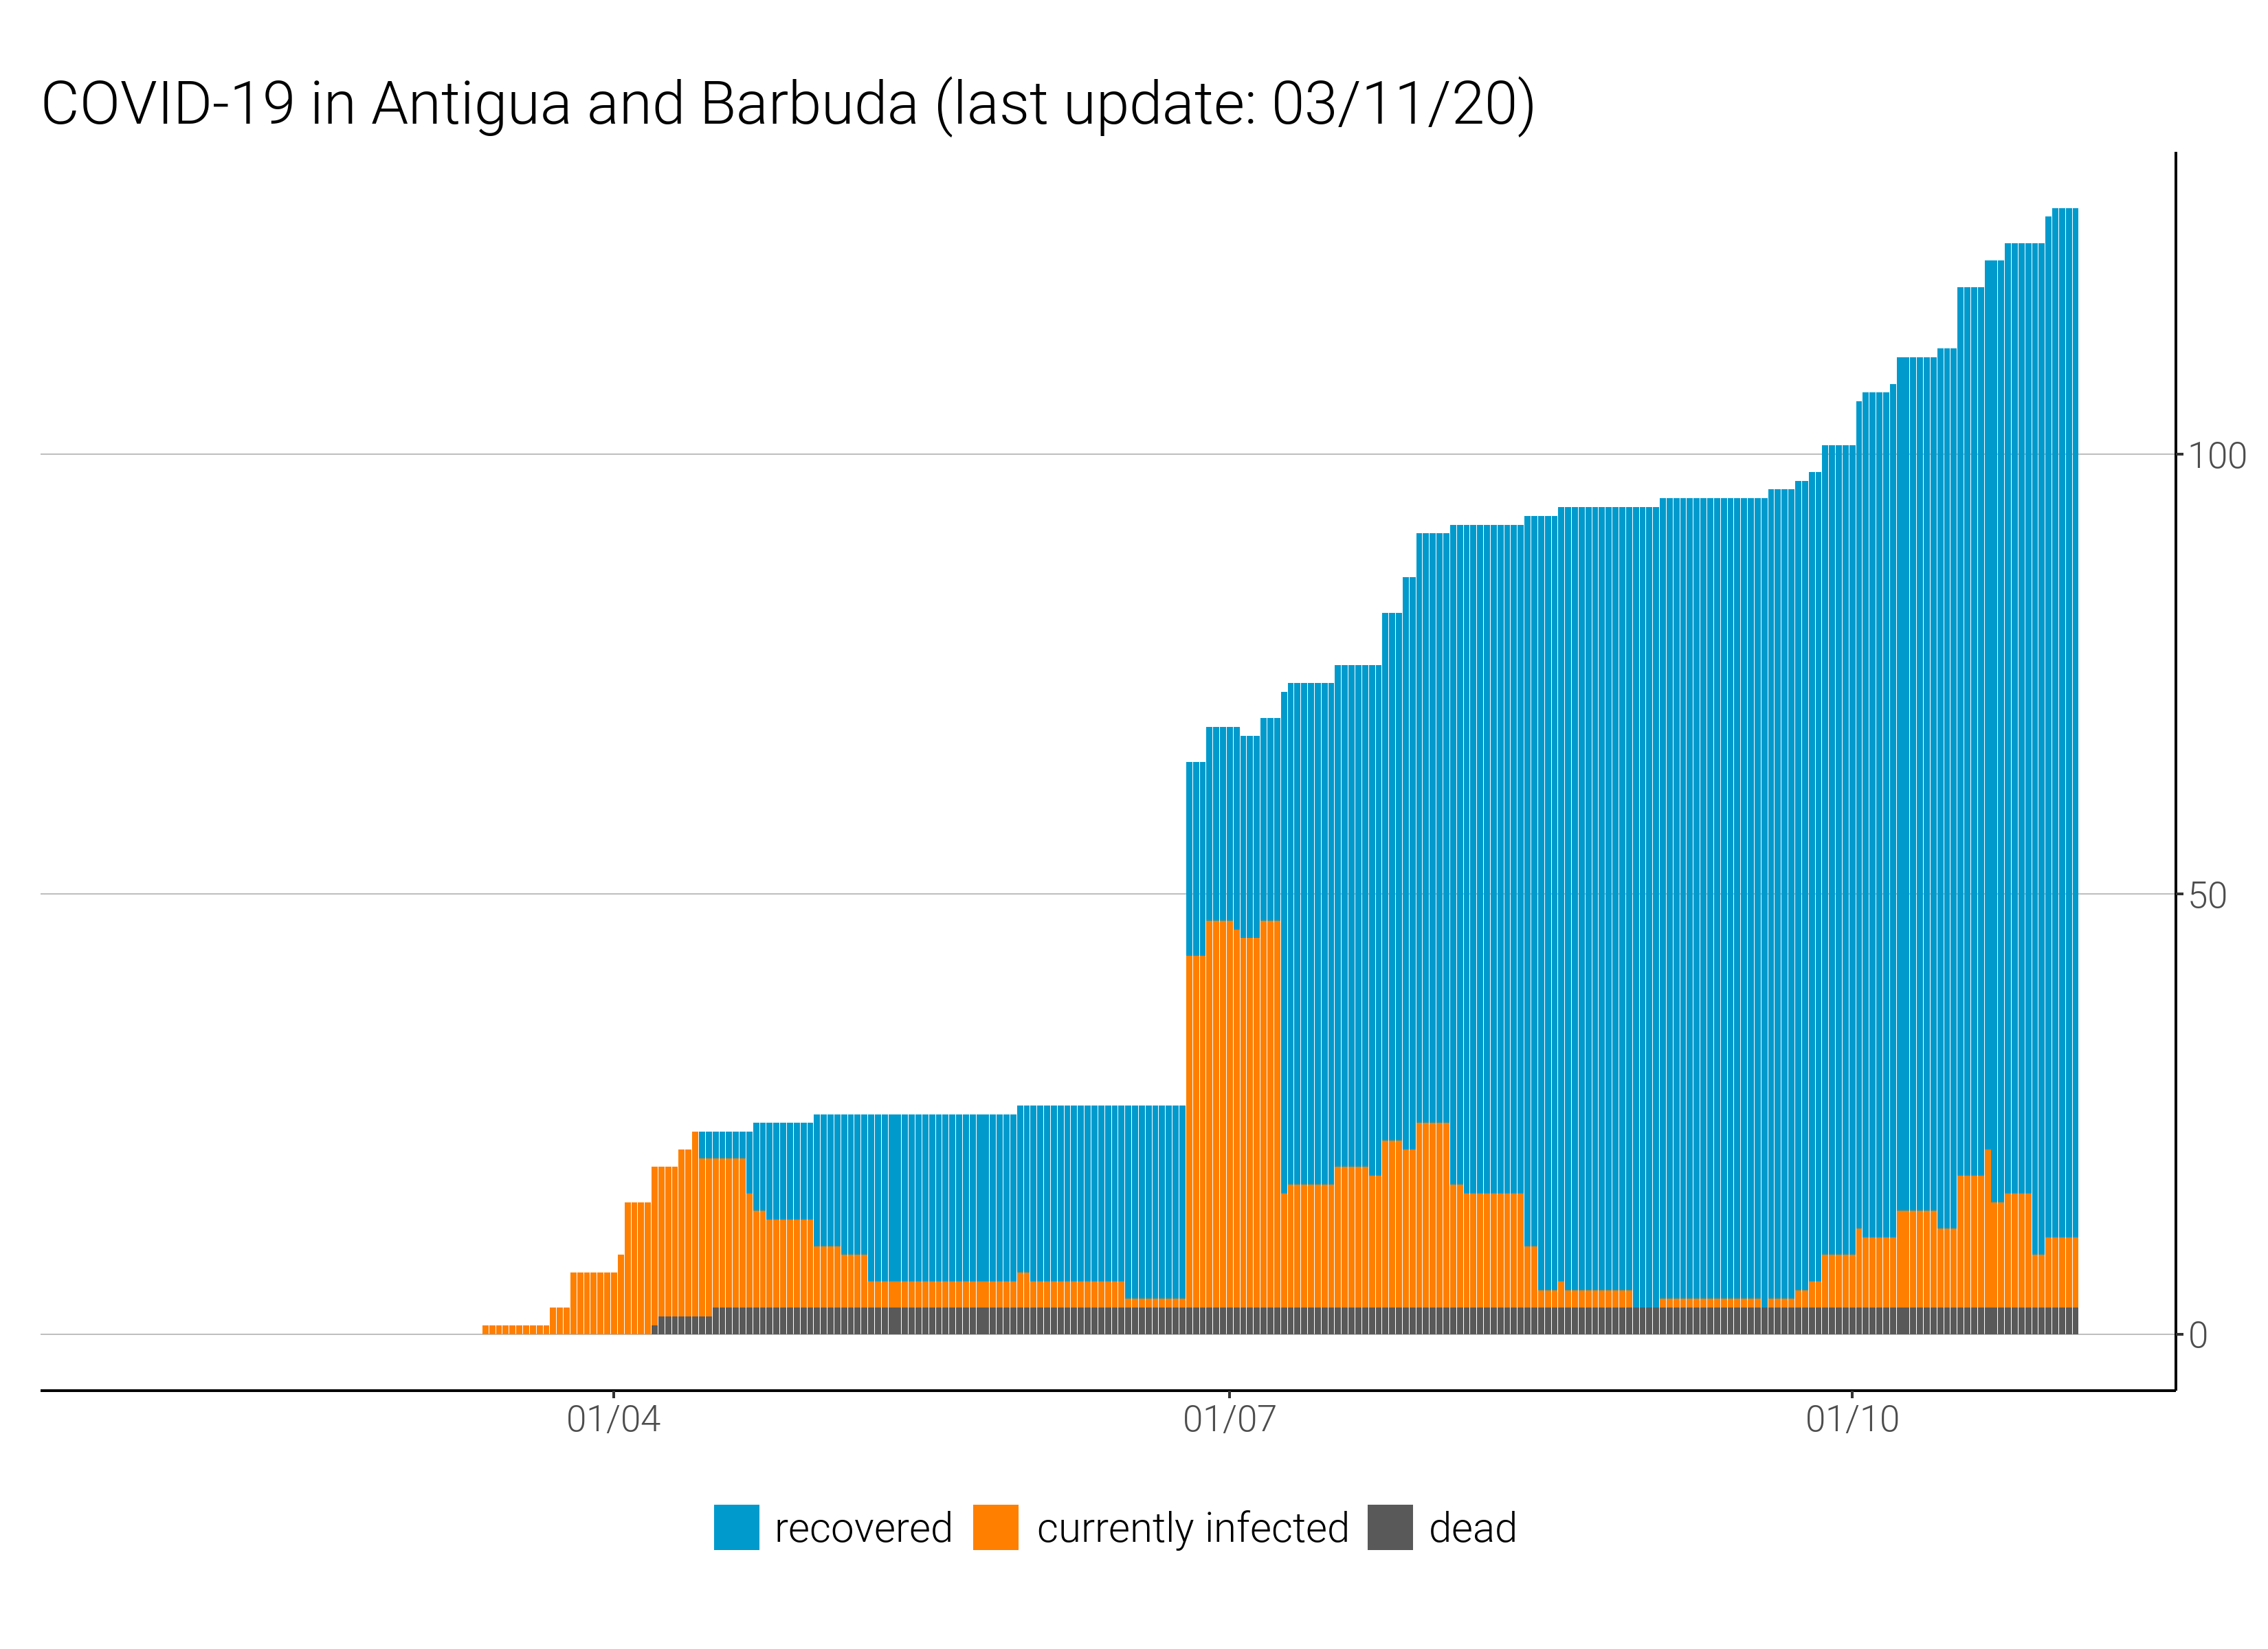 COVID-19 in Antigua and Barbuda (last update: 03/11/20)
100
50
0
01/04 01/07 01/10
recovered currently infected dead